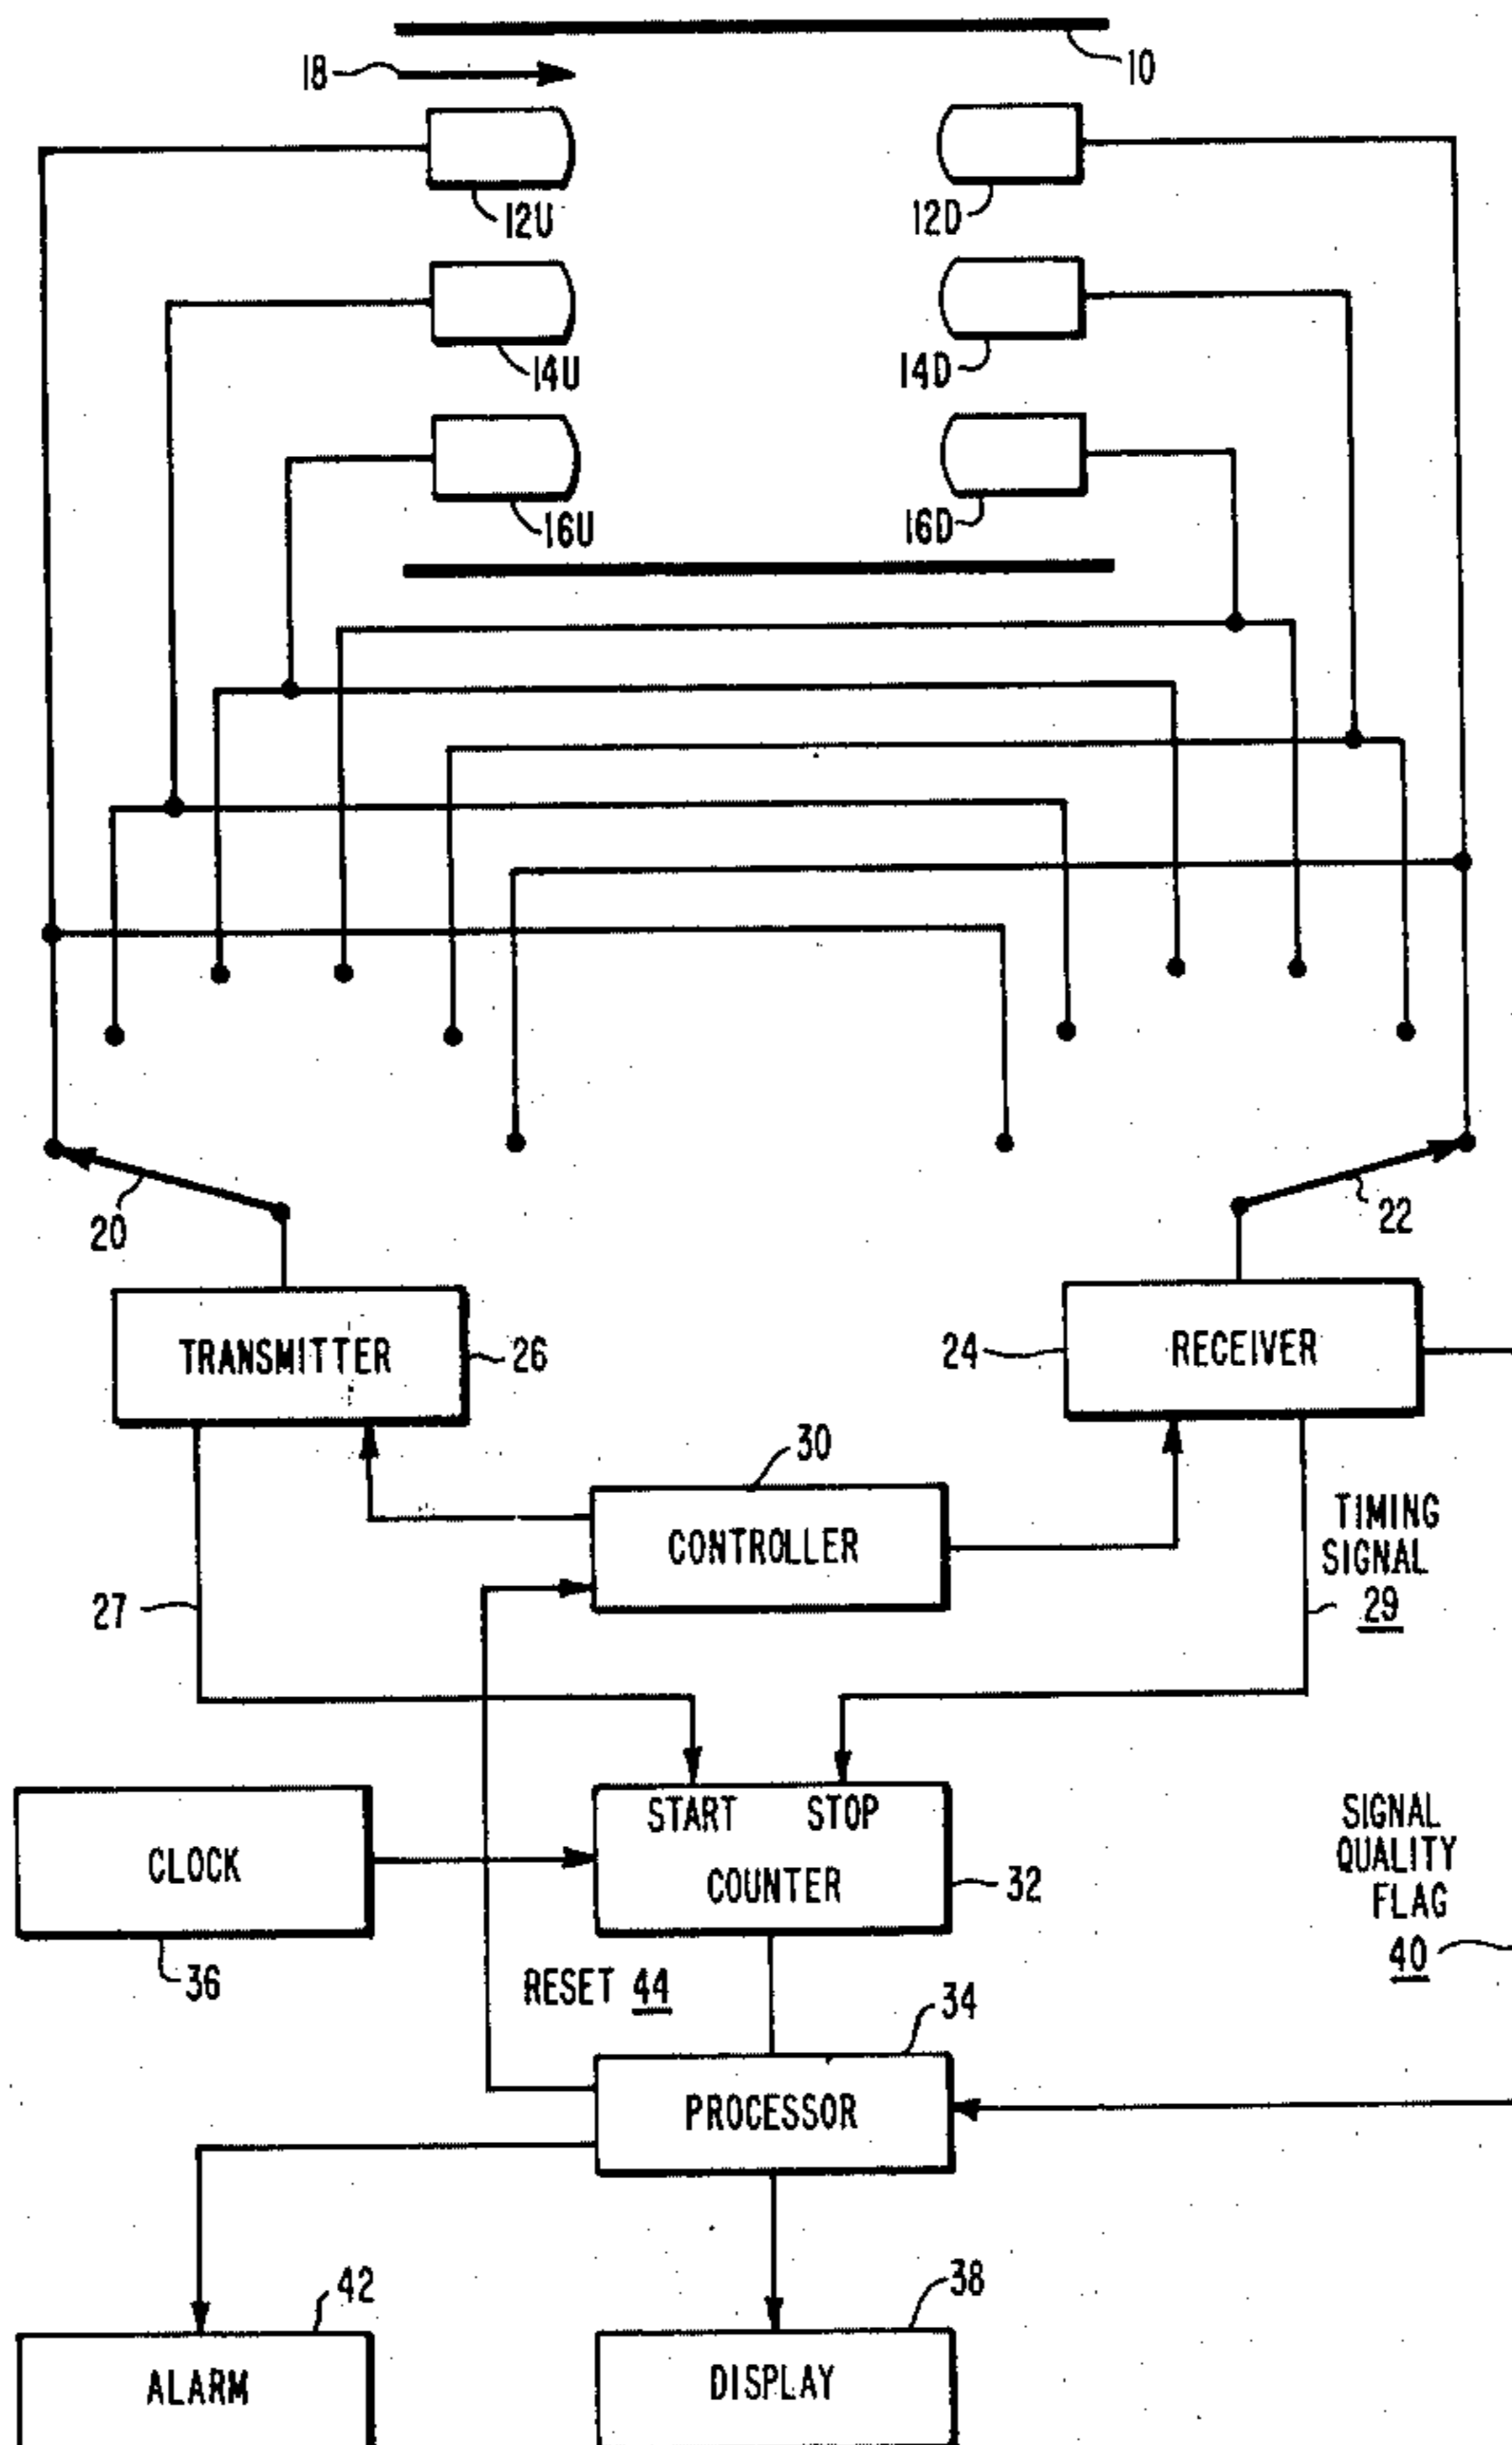 18
10
12U
12D
14U
14D
16U
16D
20
22
TRANSMITTER
26
24
RECEIVER
30
CONTROLLER
TIMING
SIGNAL
29
27
START STOP
COUNTER
32
CLOCK
36
SIGNAL
QUALITY
FLAG
40
RESET 44
34
PROCESSOR
42
38
ALARM
DISPLAY